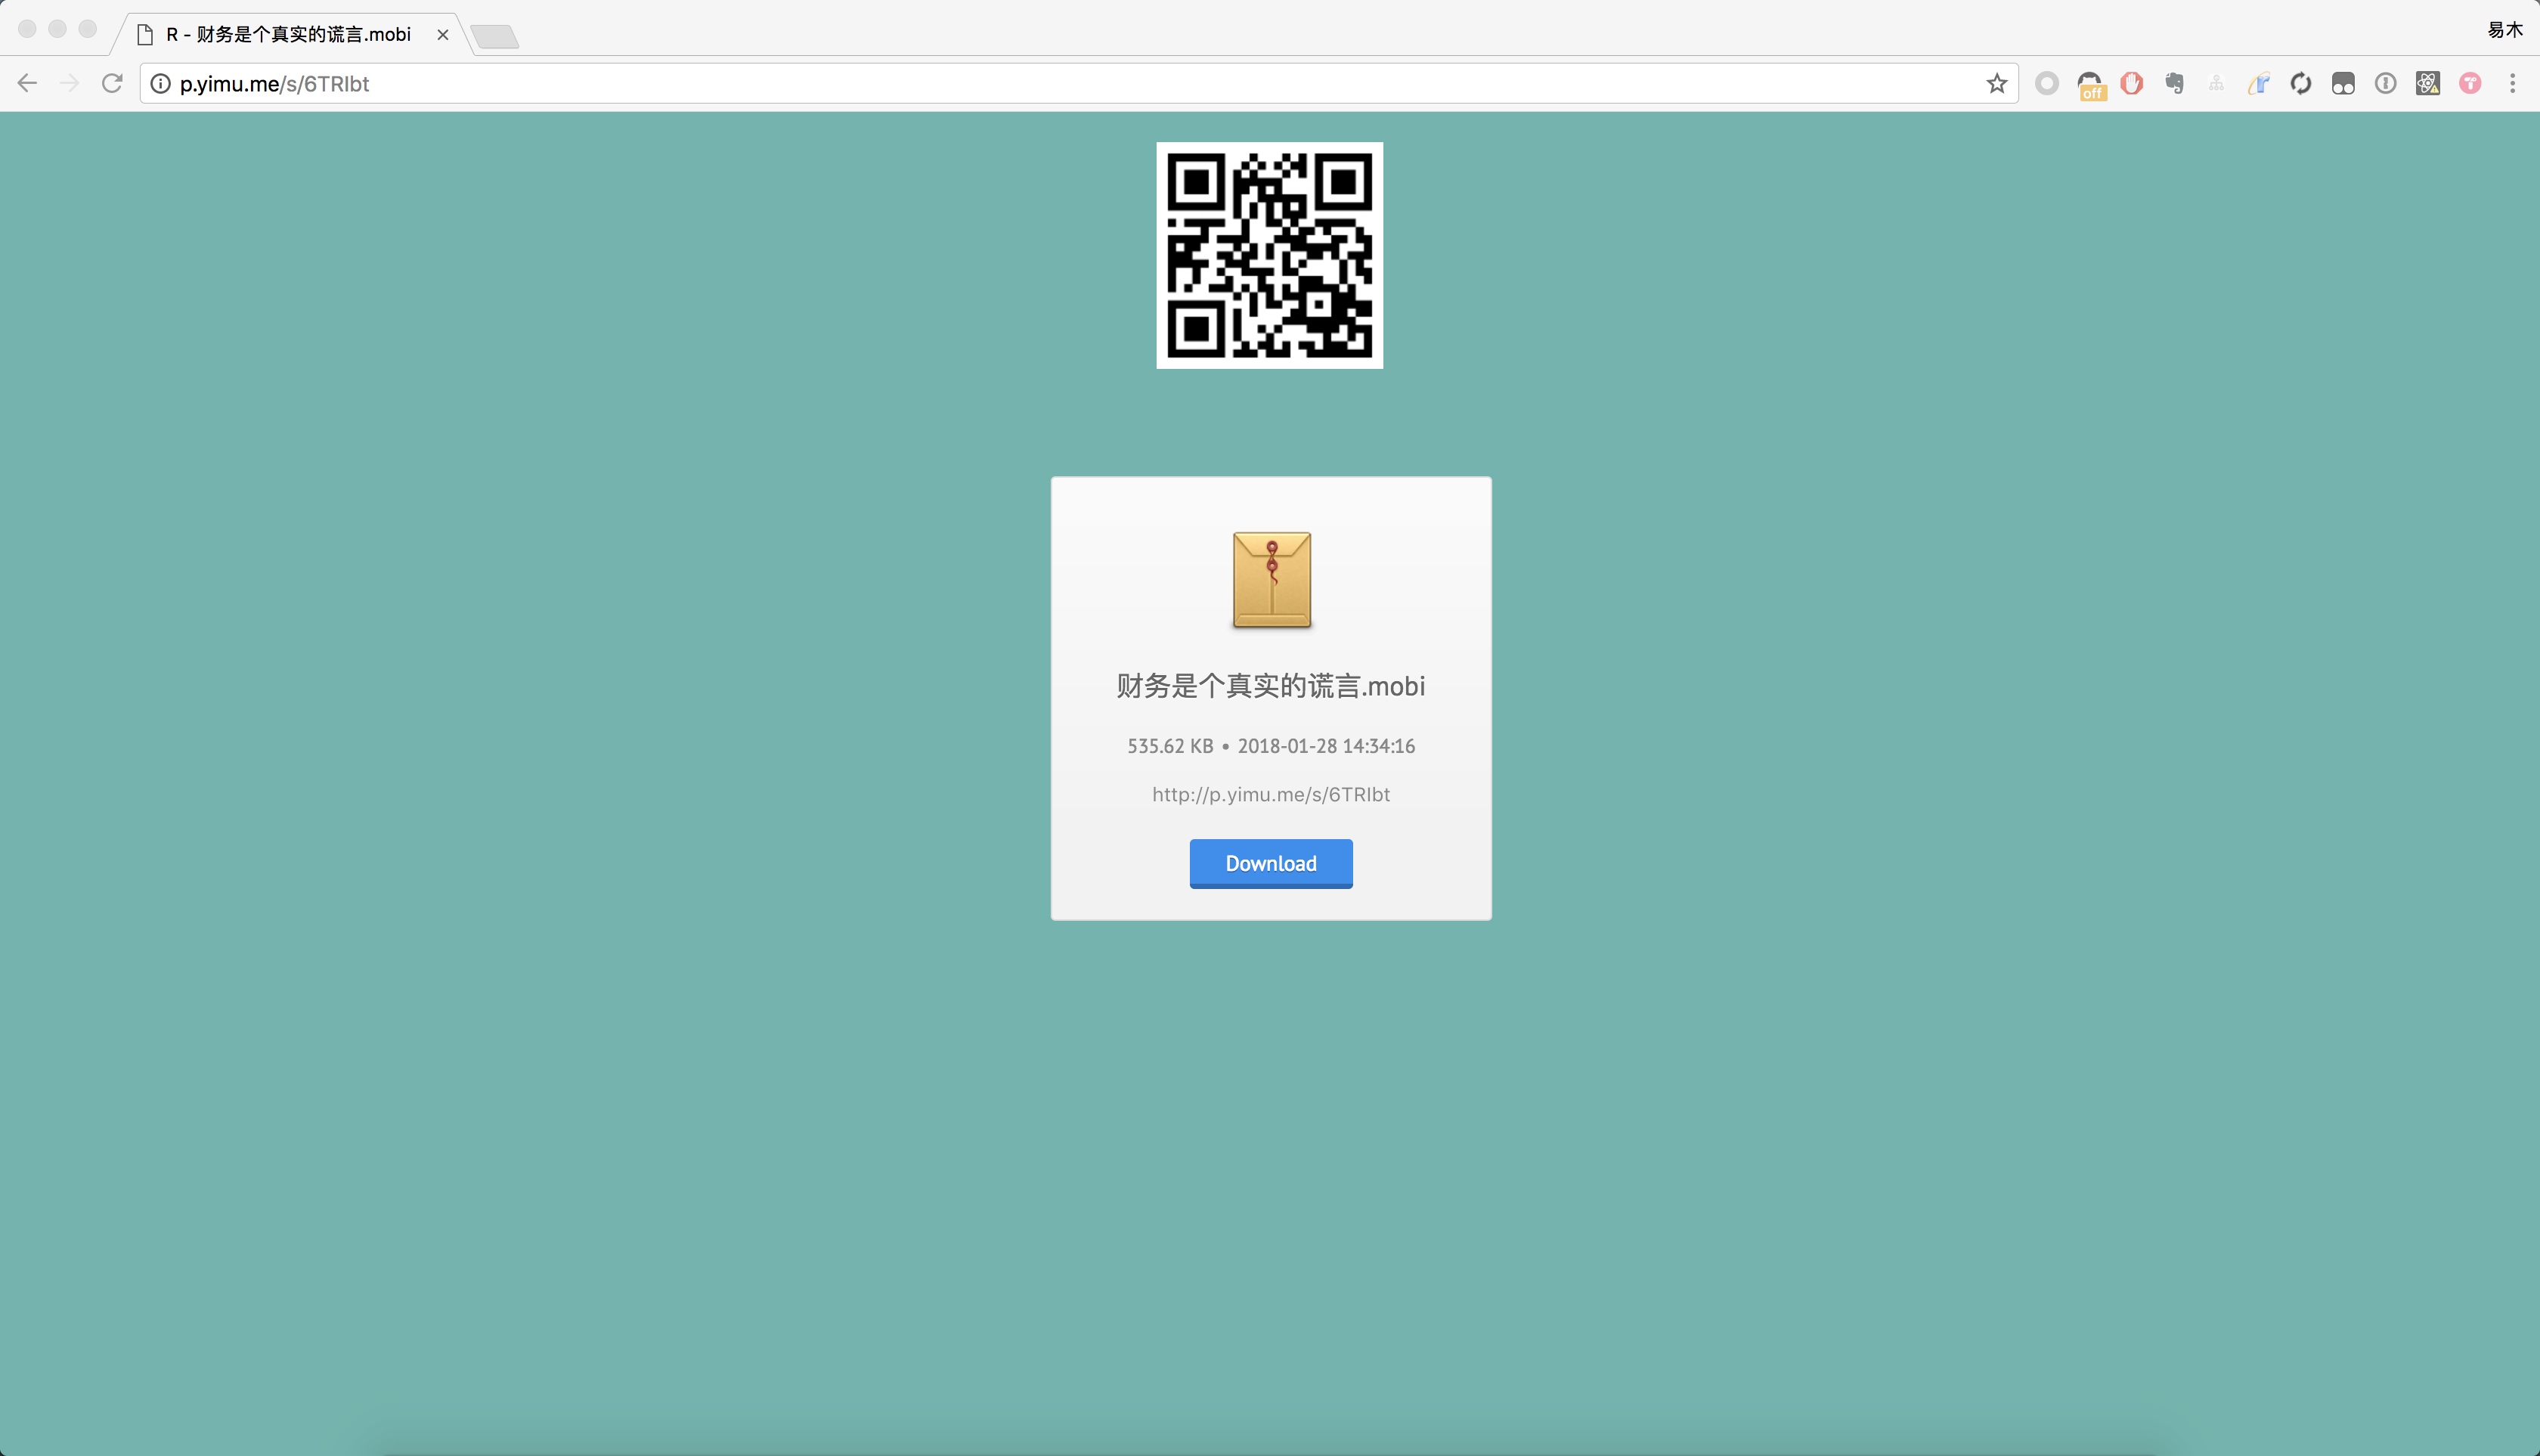 R - 财务是个真实的谎言.mobi
易木
p.yimu.me/s/6TRIbt
off
财务是个真实的谎言.mobi
535.62 KB • 2018-01-28 14:34:16
http://p.yimu.me/s/6TRIbt
Download